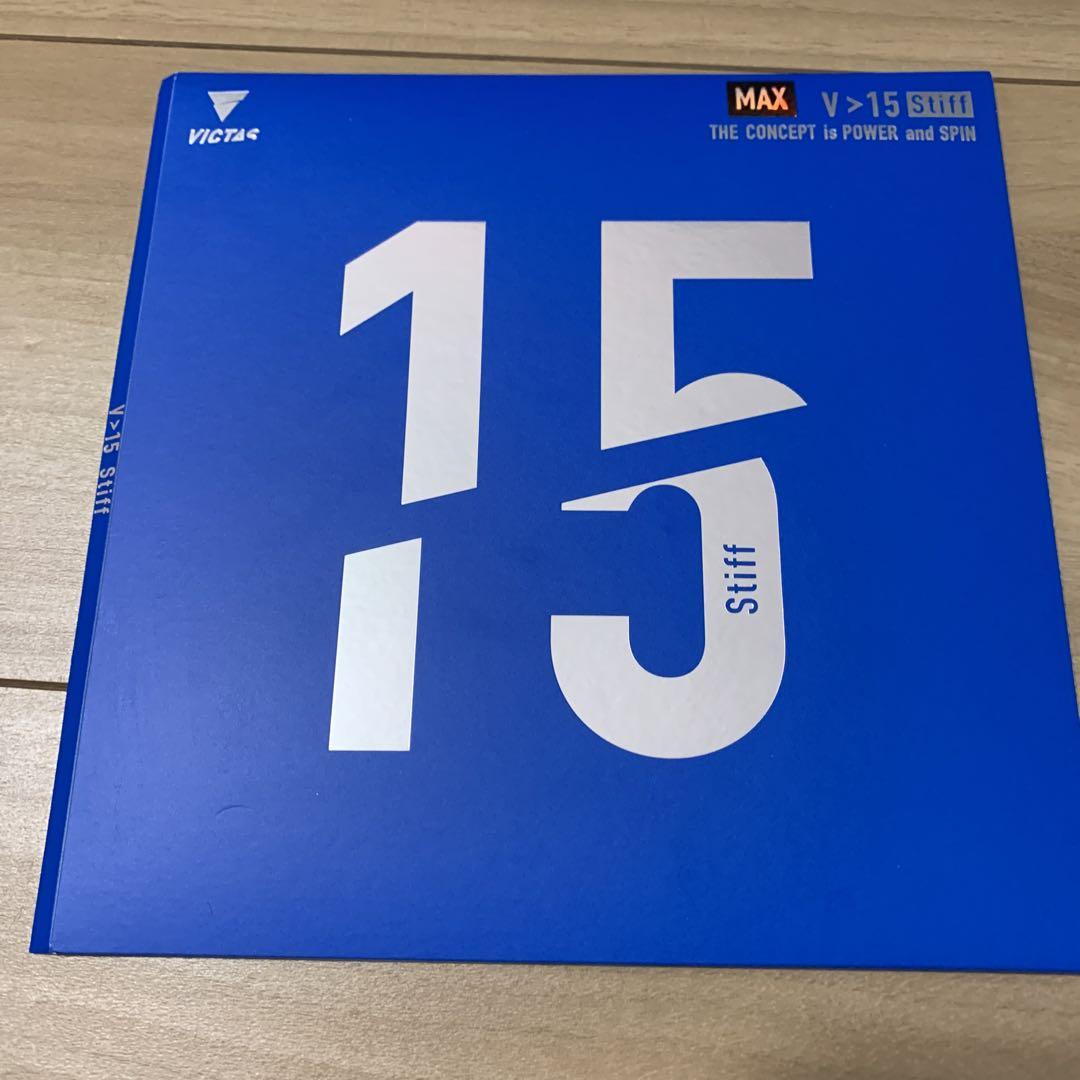 VICTAS
MAX V>15 Stiff
THE CONCEPT is POWER and SPIN
15
Stiff
V>15 Stiff